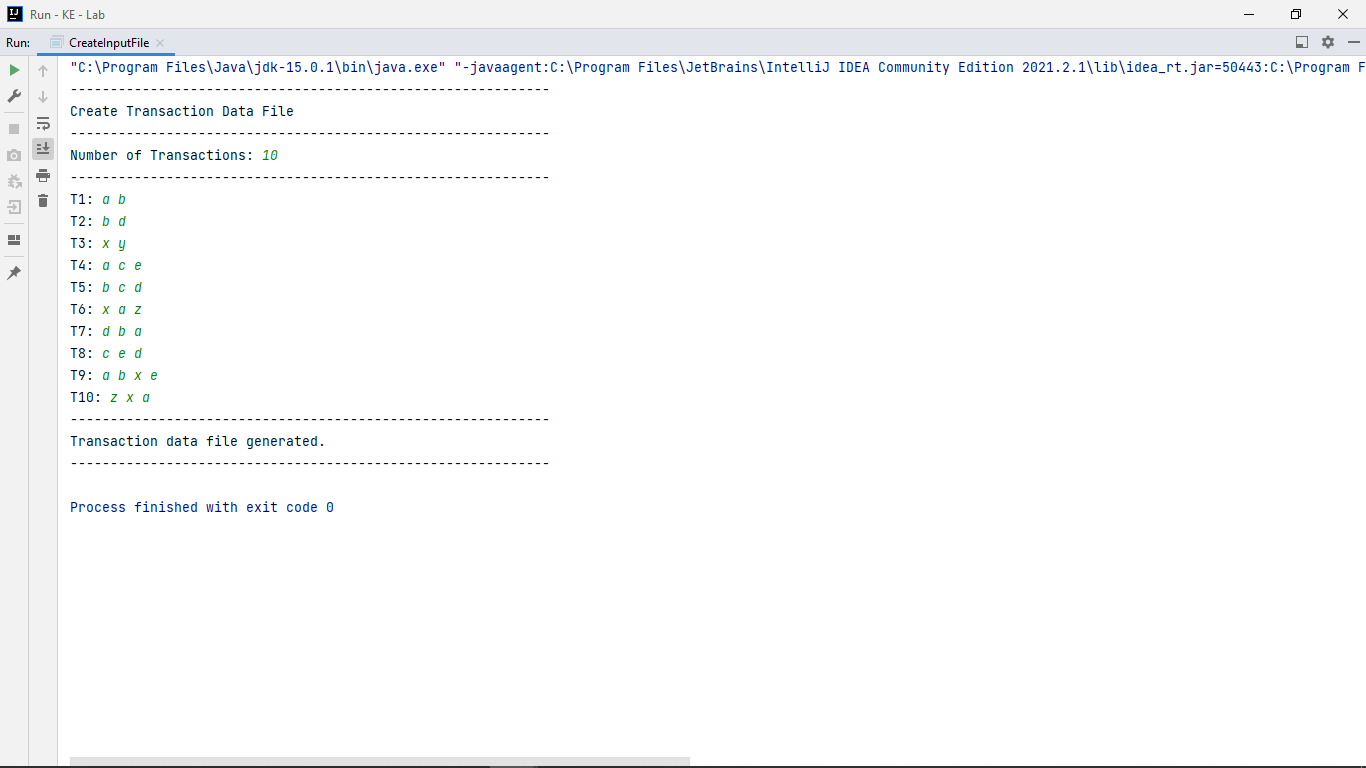 Run - KE - Lab
Run: CreateInputFile
"C:\Program Files\Java\jdk-15.0.1\bin\java.exe" "-javaagent:C:\Program Files\JetBrains\IntelliJ IDEA Community Edition 2021.2.1\lib\idea_rt.jar=50443:C:\Program F
------------------------------------------------------------
Create Transaction Data File
------------------------------------------------------------
Number of Transactions: 10
------------------------------------------------------------
T1: a b
T2: b d
T3: x y
T4: a c e
T5: b c d
T6: x a z
T7: d b a
T8: c e d
T9: a b x e
T10: z x a
------------------------------------------------------------
Transaction data file generated.
------------------------------------------------------------
Process finished with exit code 0